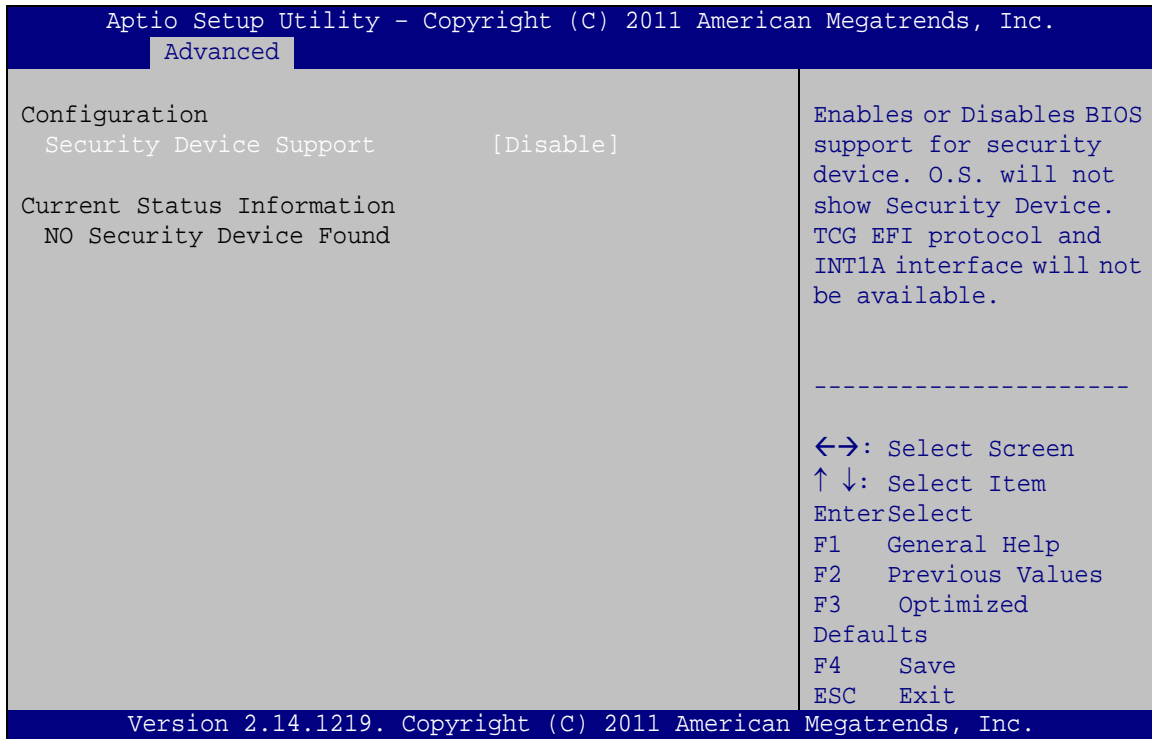 Aptio Setup Utility – Copyright (C) 2011 American Megatrends, Inc.
Advanced
Configuration
Security Device Support [Disable]
Current Status Information
NO Security Device Found
Enables or Disables BIOS
support for security
device. O.S. will not
show Security Device.
TCG EFI protocol and
INT1A interface will not
be available.
-----------------------
←→: Select Screen
↑ ↓: Select Item
EnterSelect
F1 General Help
F2 Previous Values
F3 Optimized
Defaults
F4 Save
ESC Exit
Version 2.14.1219. Copyright (C) 2011 American Megatrends, Inc.